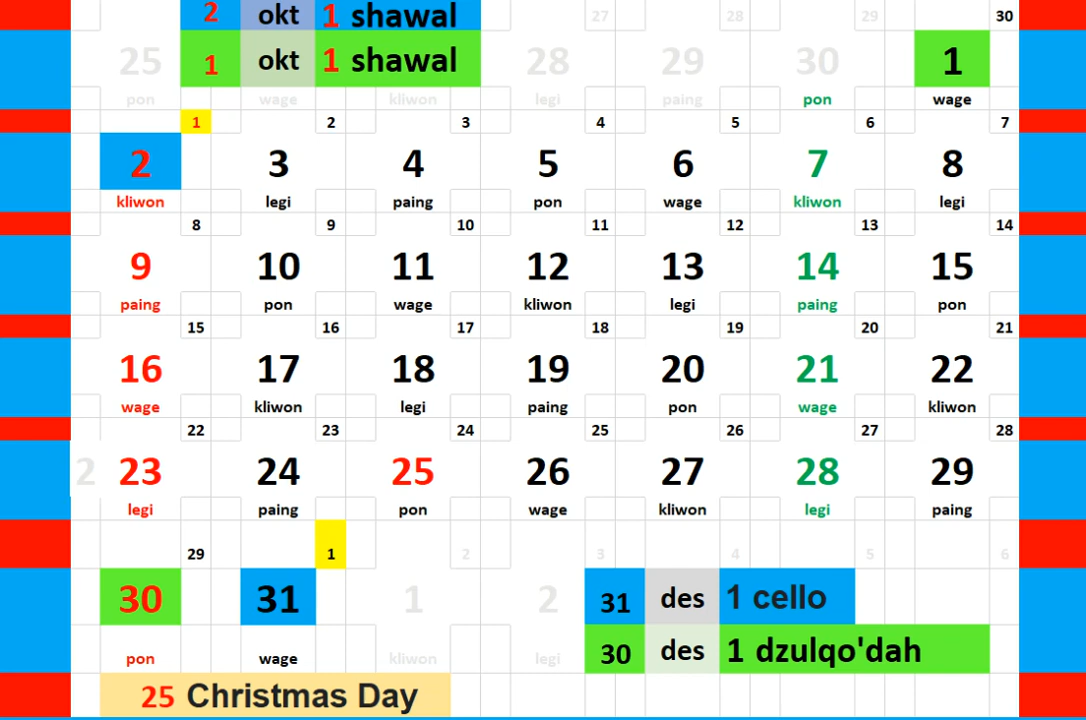 2 okt 1 shawal 27 28 29 30
25 1 okt 1 shawal 28 29 30 1
pon wage kliwon legi paing pon wage
1 2 3 4 5 6 7
2 3 4 5 6 7 8
kliwon legi paing pon wage kliwon legi
8 9 10 11 12 13 14
9 10 11 12 13 14 15
paing pon wage kliwon legi paing pon
15 16 17 18 19 20 21
16 17 18 19 20 21 22
wage kliwon legi paing pon wage kliwon
22 23 24 25 26 27 28
2 23 24 25 26 27 28 29
legi paing pon wage kliwon legi paing
29 1 2 3 4 5 6
30 31 1 2 31 des 1 cello
pon wage kliwon legi 30 des 1 dzulqo'dah
25 Christmas Day